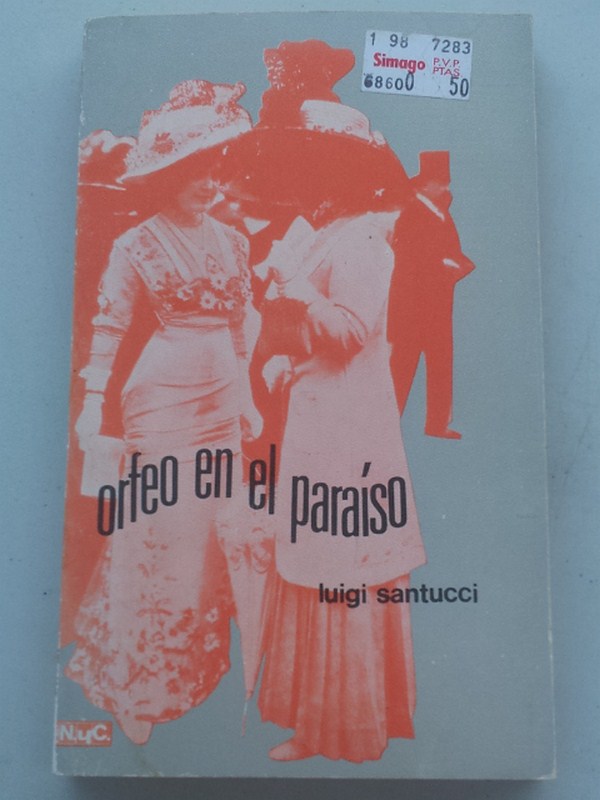 1 98 7283
Simago P.V.P.
PTAS
68600 50
orfeo en el paraíso
luigi santucci
N.yC.